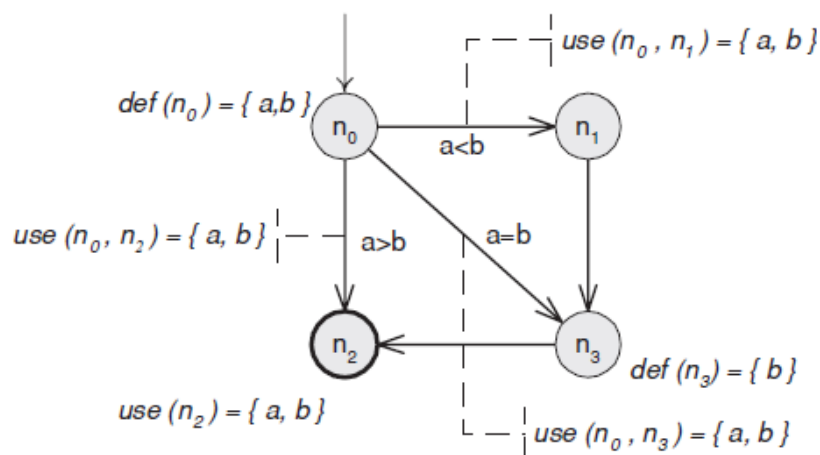 use (n0 , n1 ) = { a, b }
def (n0) = { a,b }
n0
n1
a<b
use (n0 , n2 ) = { a, b }
a>b
a=b
n2
n3
def (n3) = { b }
use (n2 ) = { a, b }
use (n0 , n3 ) = { a, b }